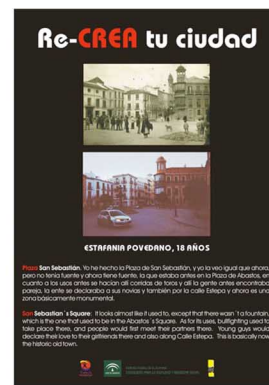 Re-CREA tu ciudad
ESTAFANIA POVEDANO, 18 AÑOS
Plaza San Sebastián. Yo he hecho la Plaza de San Sebastián, y yo la veo igual que ahora,
pero no tenía fuente y ahora tiene fuente, la que estaba antes en la Plaza de Abastos, en
cuanto a los usos antes se hacían allí corridas de toros y allí la gente antes encontraba
pareja, la ente se declaraba a sus novias y también por la calle Estepa y ahora es una
zona básicamente monumental.
San Sebastian´s Square: It looks almost like it used to, except that there wasn´t a fountain,
which is the one that used to be in the Abastos´s Square. As for its uses, bullfighting used to
take place there, and people would first meet their partners there. Young guys would
declare their love to their girlfriends there and also along Calle Estepa. This is basically now
the historic old town.